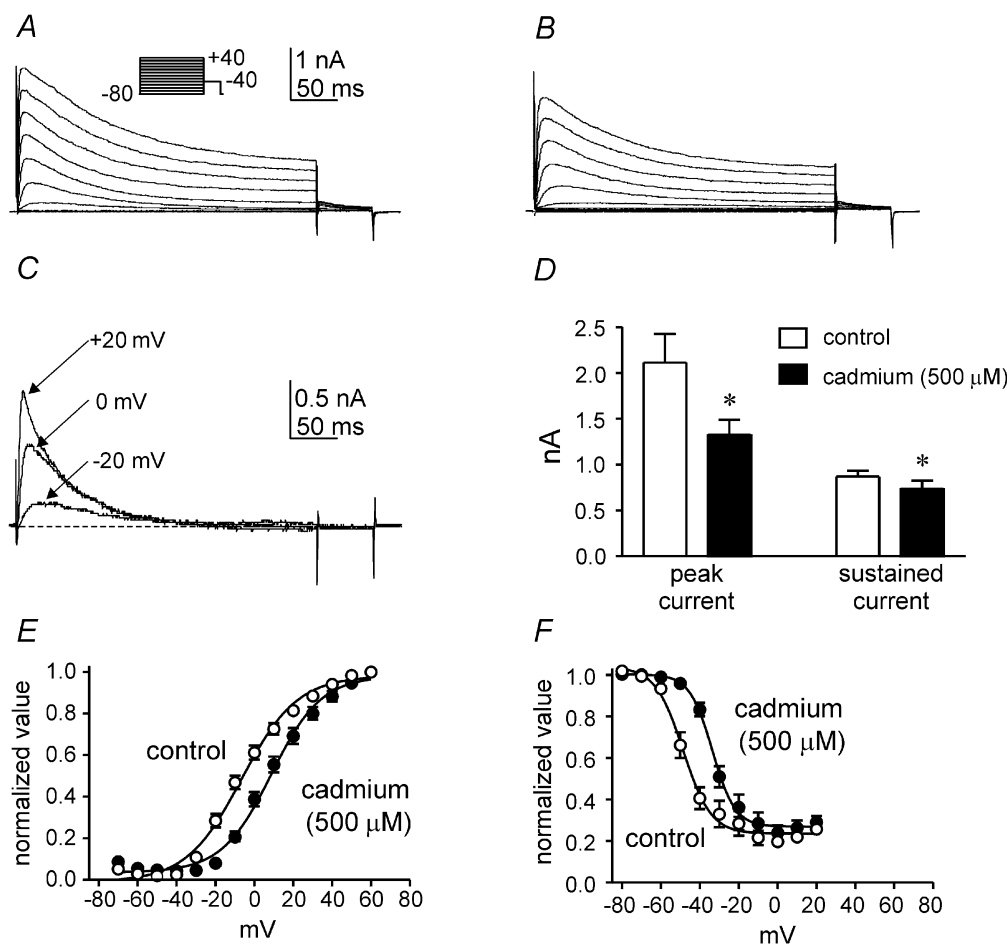 A
-80
+40
-40
1 nA
50 ms
B
C
+20 mV
0 mV
-20 mV
0.5 nA
50 ms
D
2.5
2.0
1.5
1.0
0.5
0.0
nA
control
cadmium (500 μM)
*
*
peak
current
sustained
current
E
normalized value
1.0
0.8
0.6
0.4
0.2
0.0
control
cadmium
(500 μM)
-80 -60 -40 -20 0 20 40 60 80
mV
F
normalized value
1.0
0.8
0.6
0.4
0.2
0.0
cadmium
(500 μM)
control
-80 -60 -40 -20 0 20 40 60 80
mV